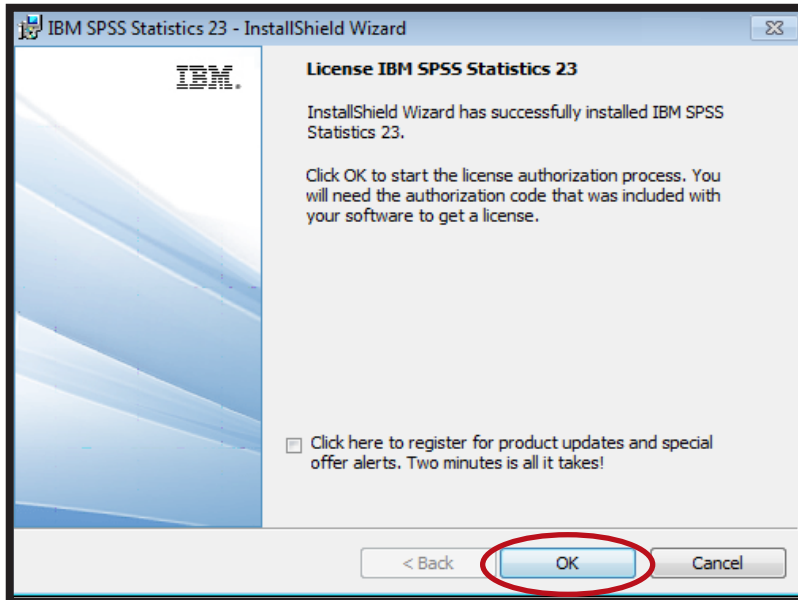 IBM SPSS Statistics 23 - InstallShield Wizard
IBM.
License IBM SPSS Statistics 23
InstallShield Wizard has successfully installed IBM SPSS
Statistics 23.
Click OK to start the license authorization process. You
will need the authorization code that was included with
your software to get a license.
Click here to register for product updates and special
offer alerts. Two minutes is all it takes!
< Back
OK
Cancel